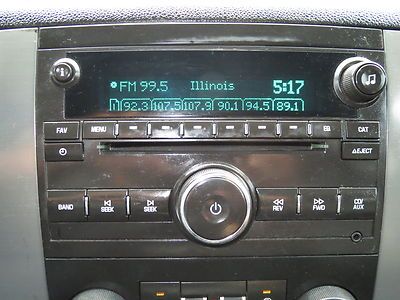 FM 99.5 Illinois 5:17
1 92.3 107.5 107.9 90.1 94.5 89.1
FAV MENU EQ CAT
EJECT
BAND SEEK SEEK REV FWD CD/AUX